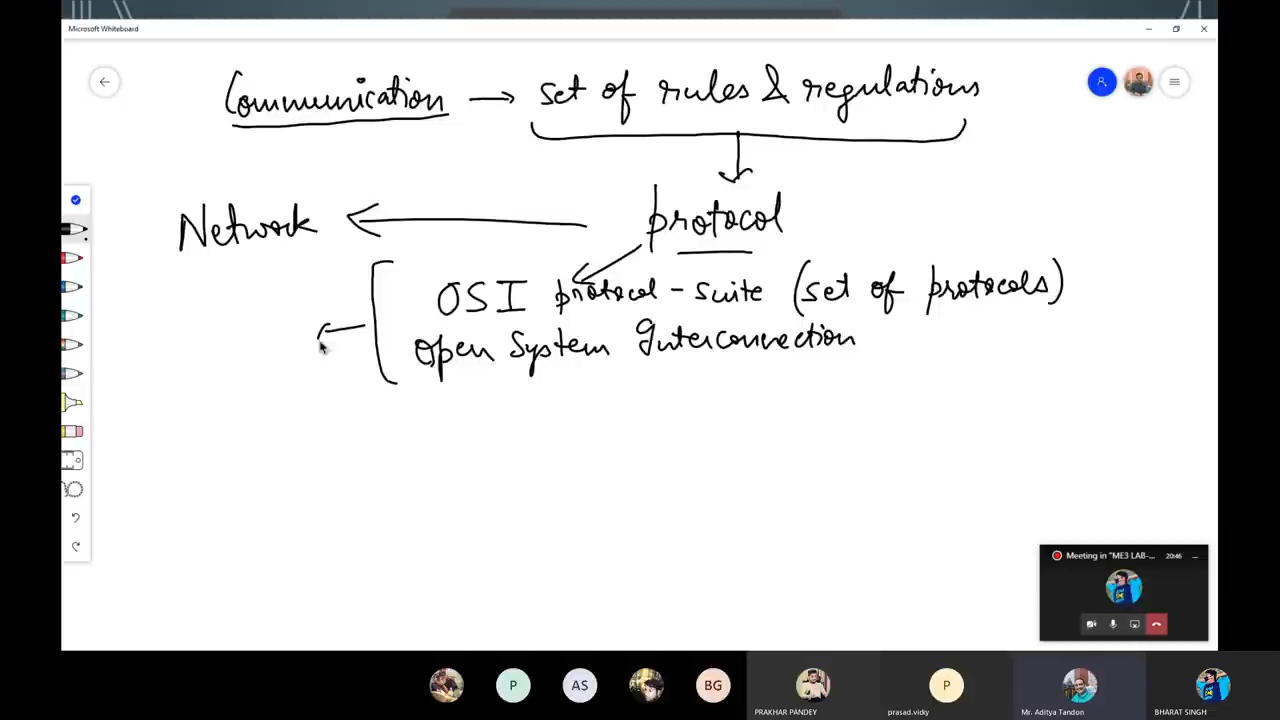 Microsoft Whiteboard
Communication → set of rules & regulations
Network ← protocol
OSI protocol - suite (set of protocols)
Open System Interconnection
Meeting in "ME3 LAB-... 20:46
P
AS
BG
P
PRAKHAR PANDEY
prasad.vicky
Mr. Aditya Tandon
BHARAT SINGH